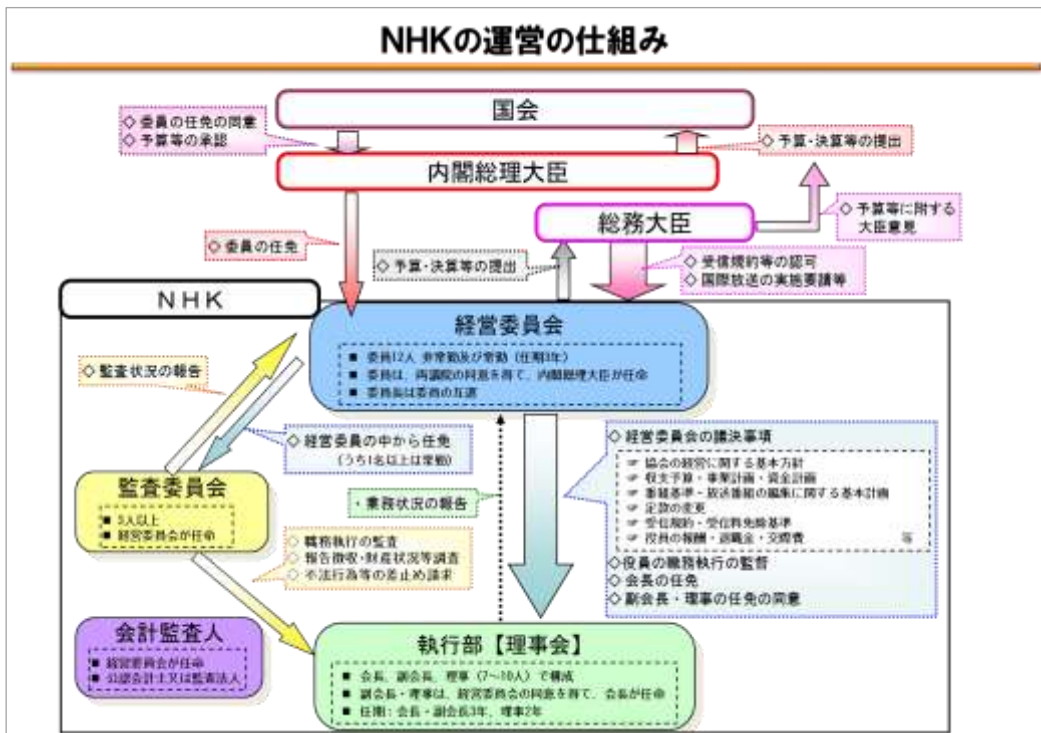 NHKの運営の仕組み
国会
◇ 委員の任免の同意
◇ 予算等の承認
◇ 予算・決算等の提出
内閣総理大臣
総務大臣
◇ 予算等に附する
大臣意見
◇ 委員の任免
◇ 予算・決算等の提出
◇ 受信規約等の認可
◇ 国際放送の実施要請等
NHK
経営委員会
■ 委員12人 非常勤及び常勤（任期3年）
■ 委員は、両議院の同意を得て、内閣総理大臣が任命
■ 委員長は委員の互選
◇ 監査状況の報告
◇ 経営委員の中から任免
（うち1名以上は常勤）
監査委員会
■ 3人以上
■ 経営委員会が任命
・業務状況の報告
◇ 経営委員会の議決事項
☞ 協会の経営に関する基本方針
☞ 収支予算・事業計画・資金計画
☞ 番組基準・放送番組の編集に関する基本計画
☞ 定款の変更
☞ 受信規約・受信料免除基準
☞ 役員の報酬・退職金・交際費 等
◇役員の職務執行の監督
◇ 会長の任免
◇ 副会長・理事の任免の同意
◇ 職務執行の監査
◇ 報告徴収・財産状況等調査
◇ 不法行為等の差止め請求
会計監査人
■ 経営委員会が任命
■ 公認会計士又は監査法人
執行部【理事会】
■ 会長、副会長、理事（7～10人）で構成
■ 副会長・理事は、経営委員会の同意を得て、会長が任命
■ 任期：会長・副会長3年、理事2年